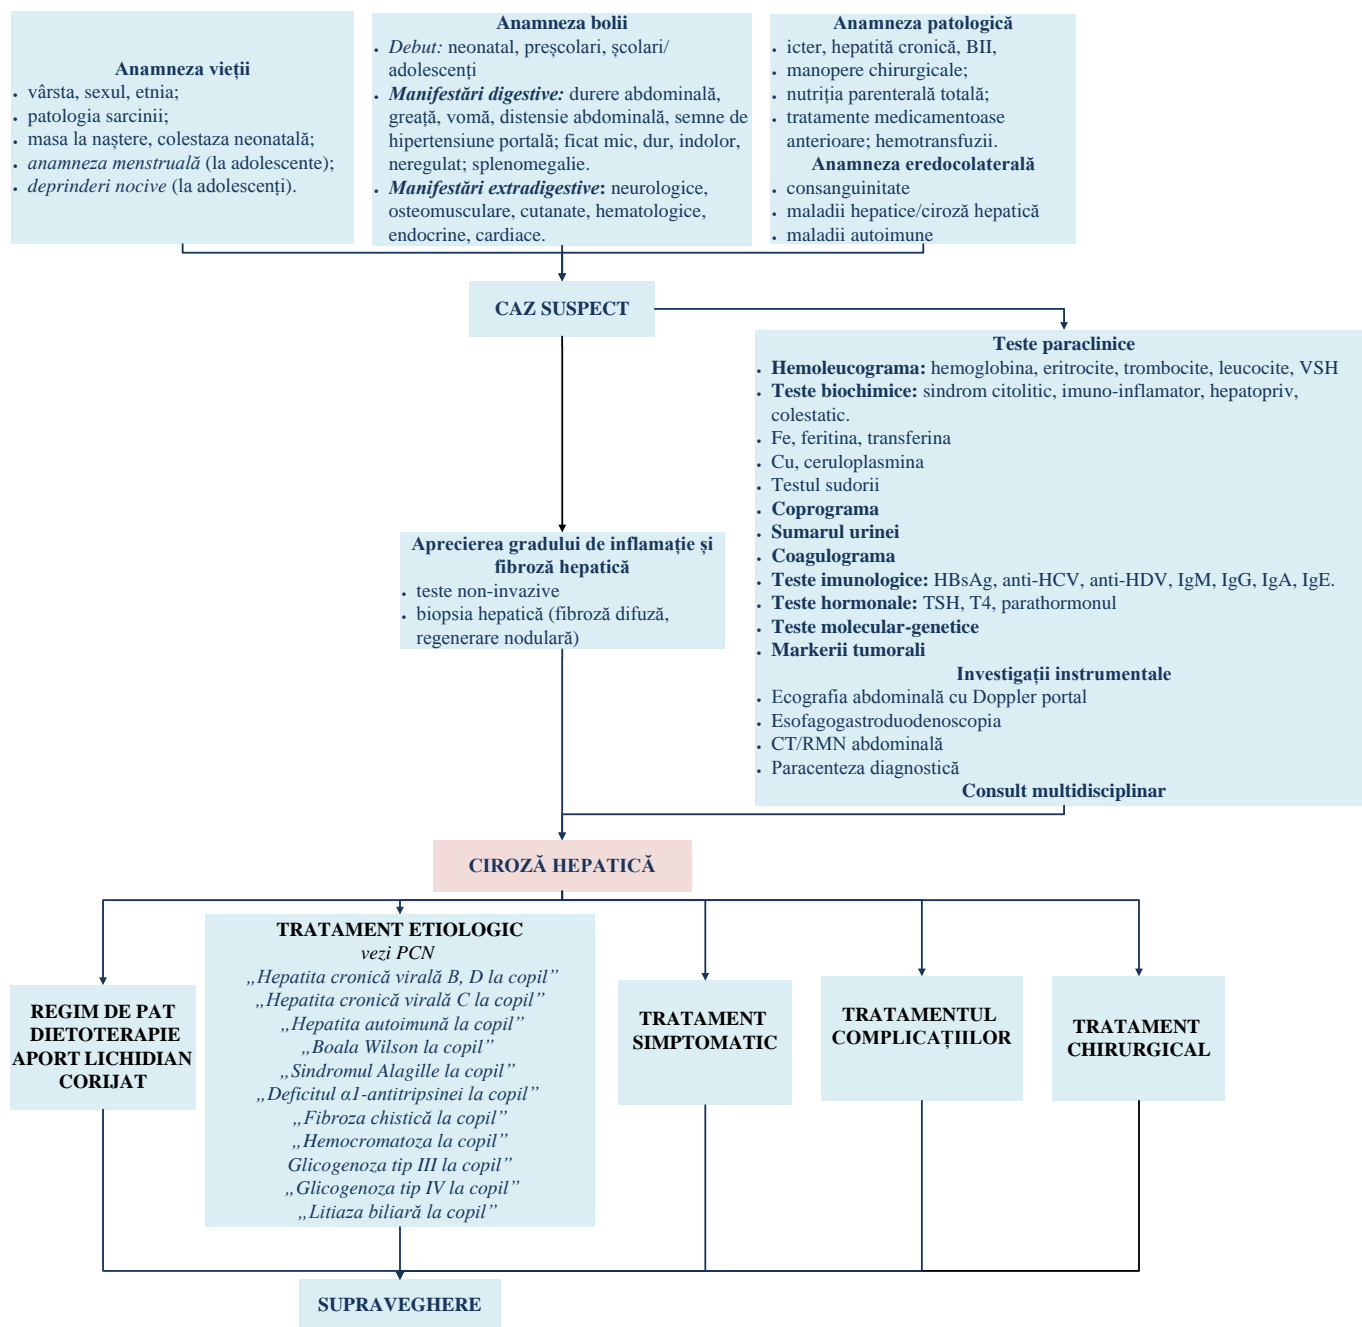 Anamneza vieții
• vârsta, sexul, etnia;
• patologia sarcinii;
• masa la naștere, colestaza neonatală;
• anamneza menstruală (la adolescente);
• deprinderi nocive (la adolescenți).
Anamneza bolii
• Debut: neonatal, preșcolari, școlari/
adolescenți
• Manifestări digestive: durere abdominală,
greață, vomă, distensie abdominală, semne de
hipertensiune portală; ficat mic, dur, indolor,
neregulat; splenomegalie.
• Manifestări extradigestive: neurologice,
osteomusculare, cutanate, hematologice,
endocrine, cardiace.
Anamneza patologică
• icter, hepatită cronică, BII,
• manopere chirurgicale;
• nutriția parenterală totală;
• tratamente medicamentoase
anterioare; hemotransfuzii.
Anamneza eredocolaterală
• consanguinitate
• maladii hepatice/ciroză hepatică
• maladii autoimune
CAZ SUSPECT
Teste paraclinice
• Hemoleucograma: hemoglobina, eritrocite, trombocite, leucocite, VSH
• Teste biochimice: sindrom citolitic, imuno-inflamator, hepatopriv,
colestatic.
• Fe, feritina, transferina
• Cu, ceruloplasmina
• Testul sudorii
• Coprograma
• Sumarul urinei
• Coagulograma
• Teste imunologice: HBsAg, anti-HCV, anti-HDV, IgM, IgG, IgA, IgE.
• Teste hormonale: TSH, T4, parathormonul
• Teste molecular-genetice
• Markerii tumorali
Investigații instrumentale
• Ecografia abdominală cu Doppler portal
• Esofagogastroduodenoscopia
• CT/RMN abdominală
• Paracenteza diagnostică
Consult multidisciplinar
Aprecierea gradului de inflamație și
fibroză hepatică
• teste non-invazive
• biopsia hepatică (fibroză difuză,
regenerare nodulară)
CIROZĂ HEPATICĂ
REGIM DE PAT
DIETOTERAPIE
APORT LICHIDIAN
CORIJAT
TRATAMENT ETIOLOGIC
vezi PCN
„Hepatita cronică virală B, D la copil”
„Hepatita cronică virală C la copil”
„Hepatita autoimună la copil”
„Boala Wilson la copil”
„Sindromul Alagille la copil”
„Deficitul α1-antitripsinei la copil”
„Fibroza chistică la copil”
„Hemocromatoza la copil”
Glicogenoza tip III la copil”
„Glicogenoza tip IV la copil”
„Litiaza biliară la copil”
TRATAMENT
SIMPTOMATIC
TRATAMENTUL
COMPLICAȚIILOR
TRATAMENT
CHIRURGICAL
SUPRAVEGHERE